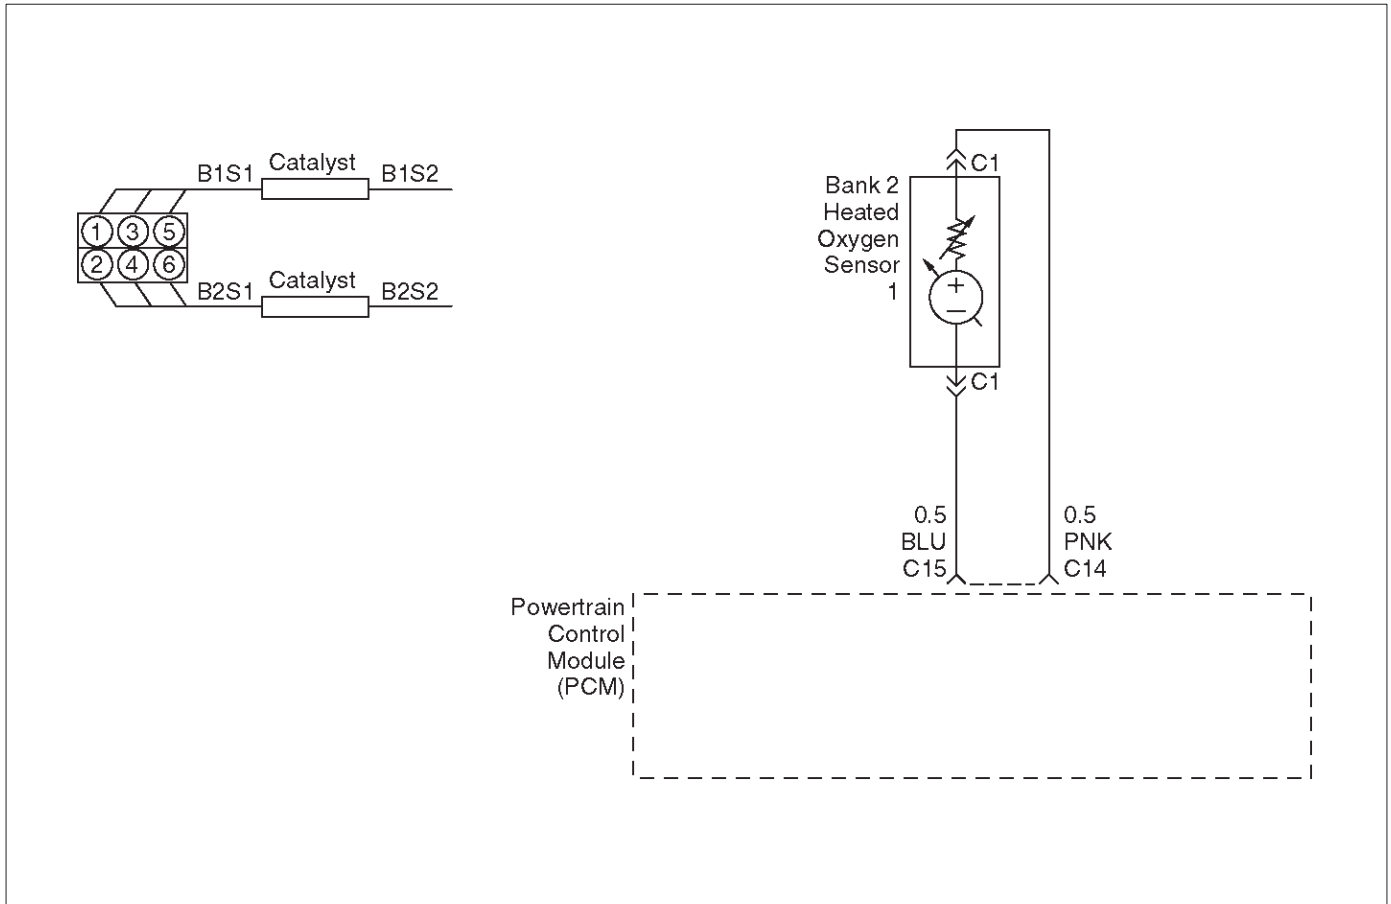 B1S1 Catalyst B1S2
1 3 5
2 4 6
B2S1 Catalyst B2S2
C1
Bank 2
Heated
Oxygen
Sensor
1
+
−
C1
0.5
BLU
C15
0.5
PNK
C14
Powertrain
Control
Module
(PCM)